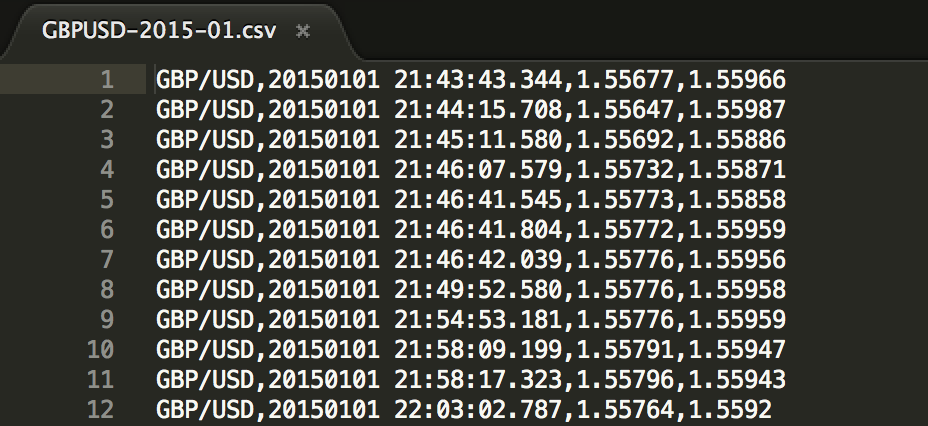 GBPUSD-2015-01.csv ×
1 GBP/USD,20150101 21:43:43.344,1.55677,1.55966
2 GBP/USD,20150101 21:44:15.708,1.55647,1.55987
3 GBP/USD,20150101 21:45:11.580,1.55692,1.55886
4 GBP/USD,20150101 21:46:07.579,1.55732,1.55871
5 GBP/USD,20150101 21:46:41.545,1.55773,1.55858
6 GBP/USD,20150101 21:46:41.804,1.55772,1.55959
7 GBP/USD,20150101 21:46:42.039,1.55776,1.55956
8 GBP/USD,20150101 21:49:52.580,1.55776,1.55958
9 GBP/USD,20150101 21:54:53.181,1.55776,1.55959
10 GBP/USD,20150101 21:58:09.199,1.55791,1.55947
11 GBP/USD,20150101 21:58:17.323,1.55796,1.55943
12 GBP/USD,20150101 22:03:02.787,1.55764,1.5592